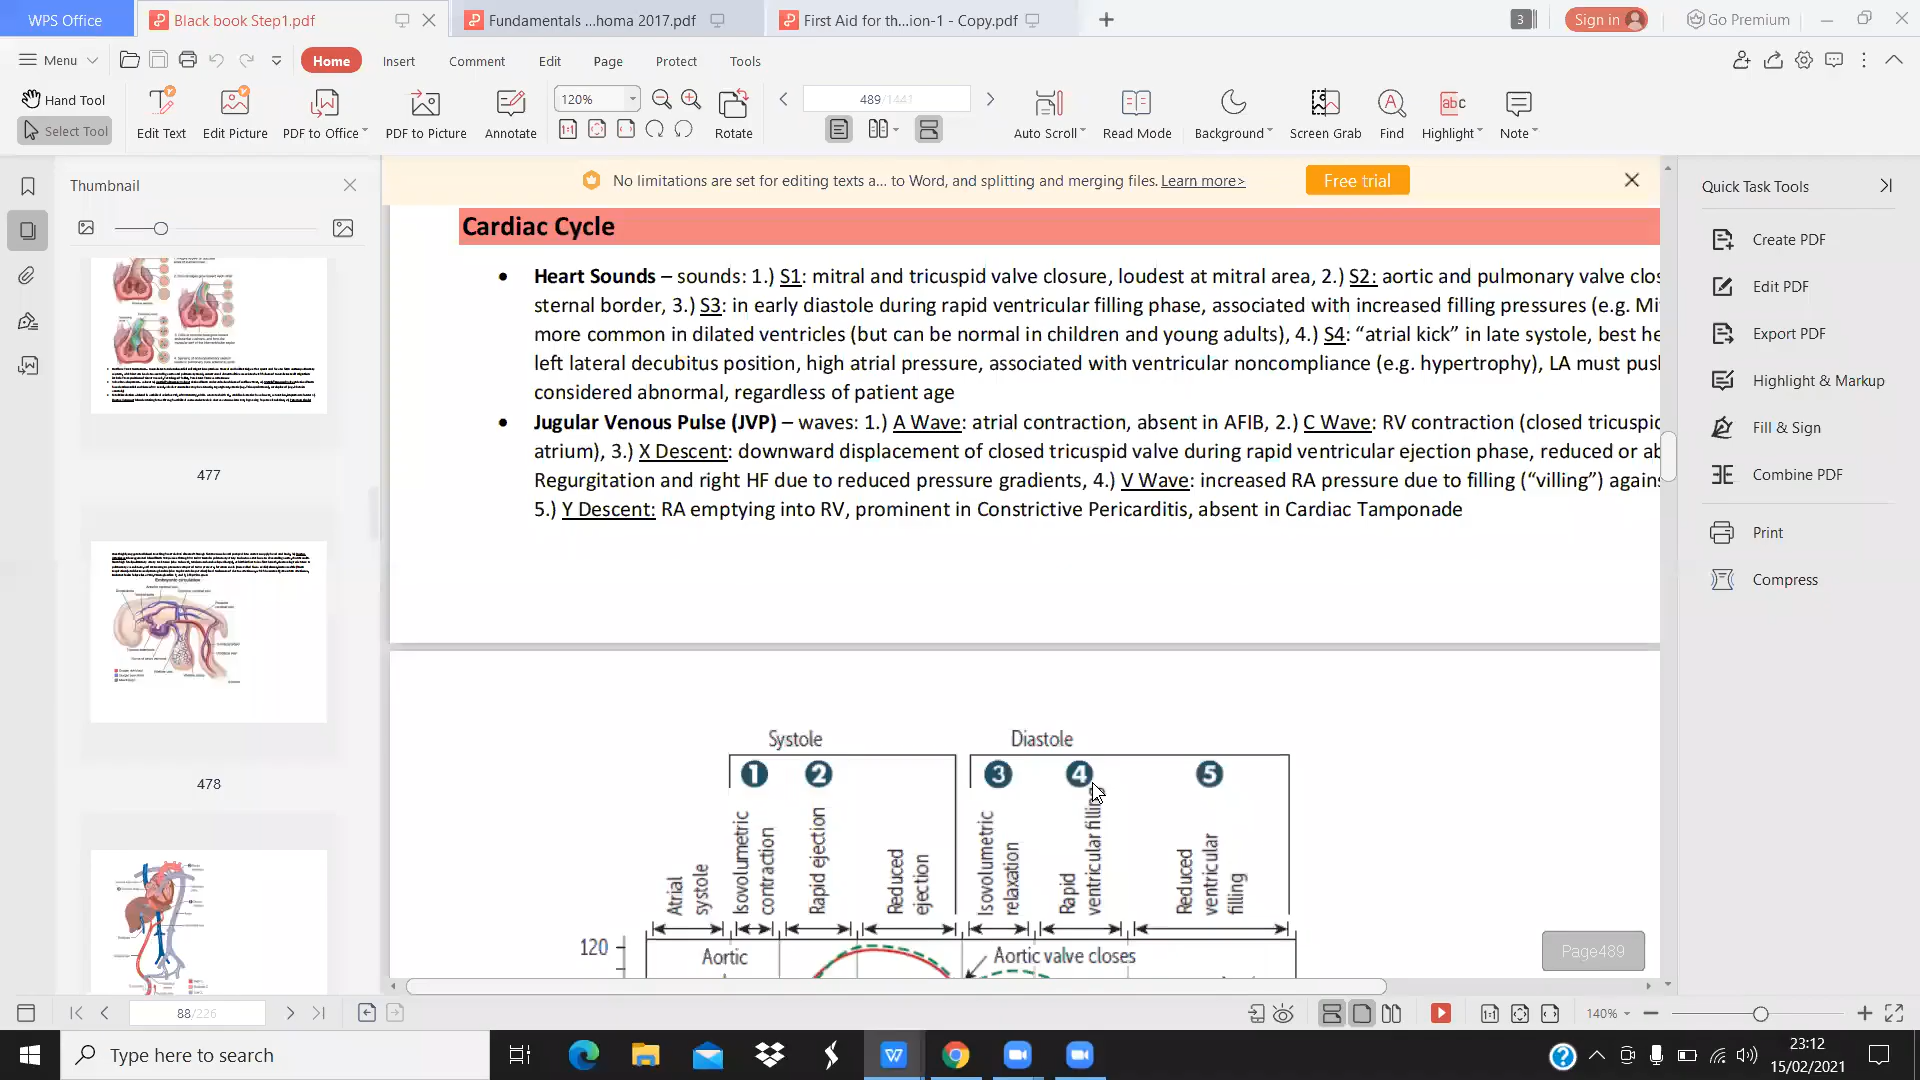 WPS Office
Black book Step1.pdf
Fundamentals ...homa 2017.pdf
First Aid for th...ion-1 - Copy.pdf
3
Sign in
Go Premium
Menu
Home
Insert
Comment
Edit
Page
Protect
Tools
Hand Tool
Select Tool
Edit Text
Edit Picture
PDF to Office
PDF to Picture
Annotate
120%
Rotate
489/1441
Auto Scroll
Read Mode
Background
Screen Grab
Find
Highlight
Note
Thumbnail
477
478
No limitations are set for editing texts a... to Word, and splitting and merging files. Learn more>
Free trial
Cardiac Cycle
• Heart Sounds – sounds: 1.) S1: mitral and tricuspid valve closure, loudest at mitral area, 2.) S2: aortic and pulmonary valve clos
sternal border, 3.) S3: in early diastole during rapid ventricular filling phase, associated with increased filling pressures (e.g. Mi
more common in dilated ventricles (but can be normal in children and young adults), 4.) S4: “atrial kick” in late systole, best he
left lateral decubitus position, high atrial pressure, associated with ventricular noncompliance (e.g. hypertrophy), LA must pus
considered abnormal, regardless of patient age
• Jugular Venous Pulse (JVP) – waves: 1.) A Wave: atrial contraction, absent in AFIB, 2.) C Wave: RV contraction (closed tricuspi
atrium), 3.) X Descent: downward displacement of closed tricuspid valve during rapid ventricular ejection phase, reduced or ab
Regurgitation and right HF due to reduced pressure gradients, 4.) V Wave: increased RA pressure due to filling (“villing”) agains
5.) Y Descent: RA emptying into RV, prominent in Constrictive Pericarditis, absent in Cardiac Tamponade
Systole
Diastole
1
2
3
4
5
Atrial systole
Isovolumetric contraction
Rapid ejection
Reduced ejection
Isovolumetric relaxation
Rapid ventricular filling
Reduced ventricular filling
120
Aortic
Aortic valve closes
Page489
Quick Task Tools
Create PDF
Edit PDF
Export PDF
Highlight & Markup
Fill & Sign
Combine PDF
Print
Compress
88/226
140%
Type here to search
23:12
15/02/2021